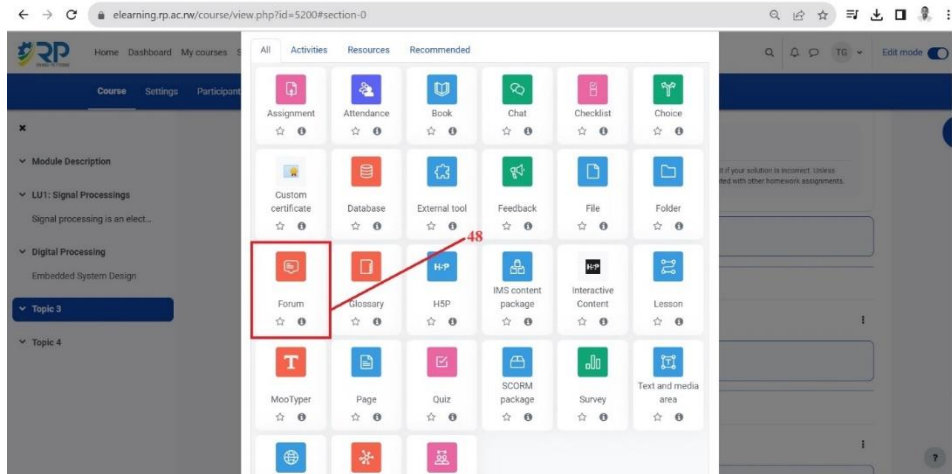 elearning.rp.ac.rw/course/view.php?id=5200#section-0
RP
Home Dashboard My courses S
All Activities Resources Recommended
TG
Edit mode
Course Settings Participant
Assignment Attendance Book Chat Checklist Choice
Module Description
LU1: Signal Processings
Signal processing is an elect...
Digital Processing
Embedded System Design
Topic 3
Topic 4
Custom certificate Database External tool Feedback File Folder
t if your solution is incorrect. Unless
ted with other homework assignments.
48
H-P
H-P
Forum Glossary H5P IMS content package Interactive Content Lesson
T
MooTyper Page Quiz SCORM package Survey Text and media area
?